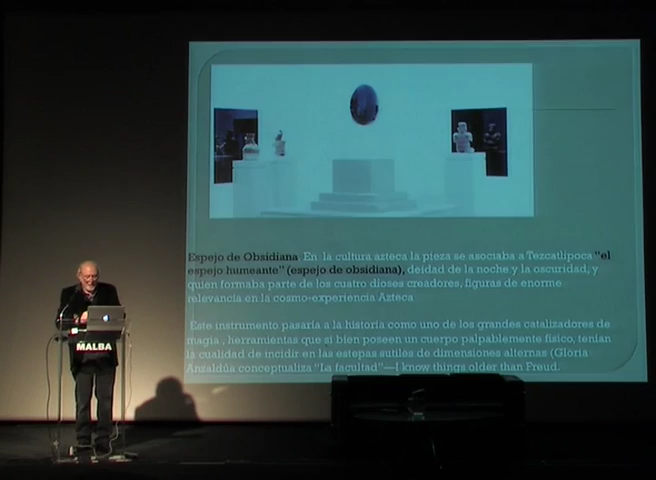 Espejo de Obsidiana En la cultura azteca la pieza se asociaba a Tezcatlipoca "el
espejo humeante" (espejo de obsidiana), deidad de la noche y la oscuridad, y
quien formaba parte de los cuatro dioses creadores, figuras de enorme
relevancia en la cosmo-experiencia Azteca
Este instrumento pasaría a la historia como uno de los grandes catalizadores de
magia , herramientas que si bien poseen un cuerpo palpablemente físico, tenían
la cualidad de incidir en las estepas sutiles de dimensiones alternas (Gloria
Anzaldúa conceptualiza "La facultad"—I know things older than Freud.
MALBA